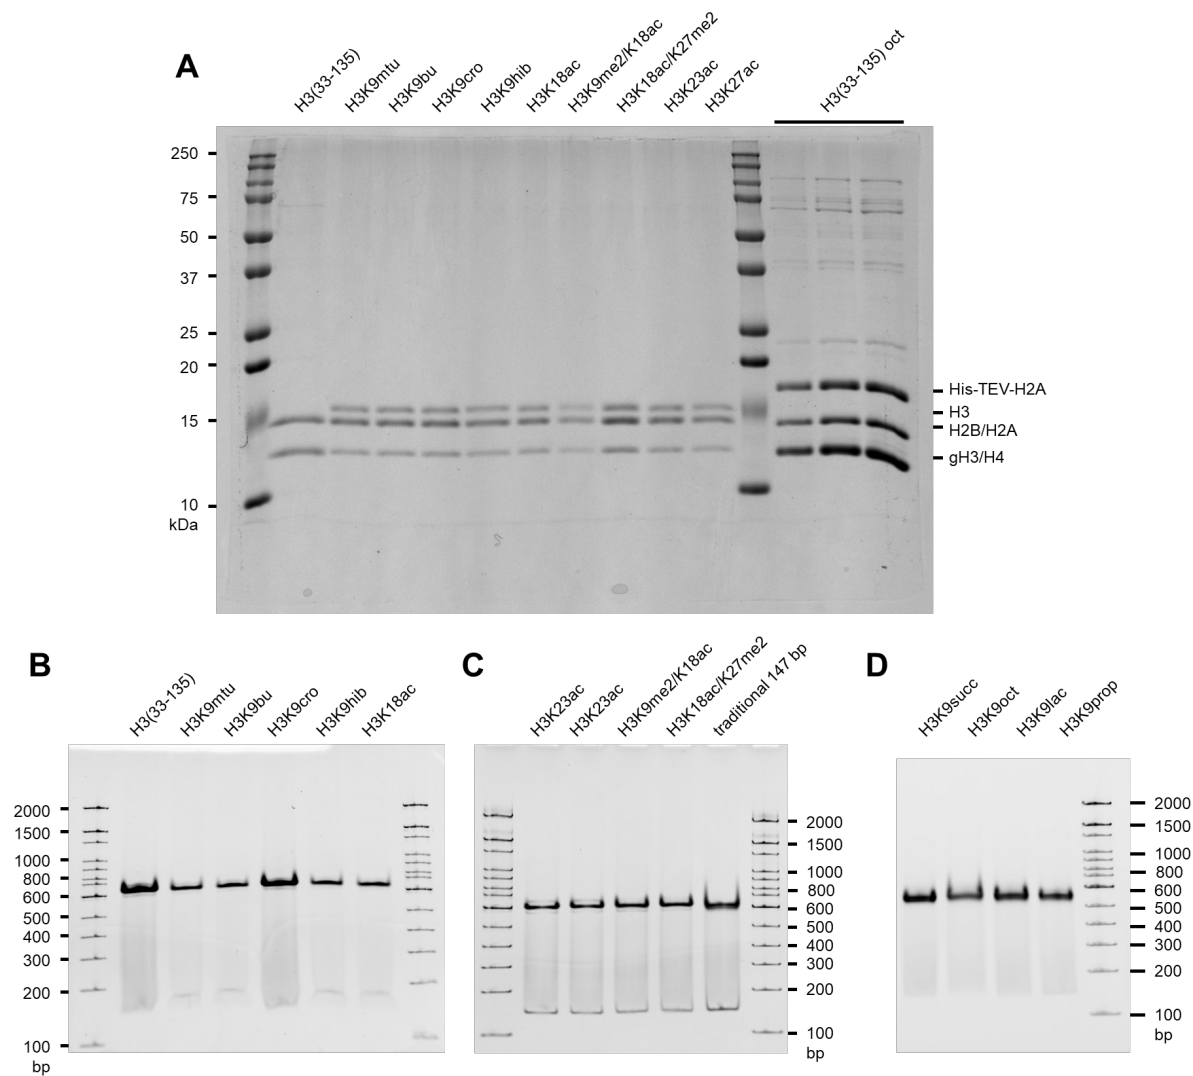 A
H3(33-135)
H3K9mtu
H3K9bu
H3K9cro
H3K9hib
H3K18ac
H3K9me2/K18ac
H3K18ac/K27me2
H3K23ac
H3K27ac
H3(33-135) oct
250
75
50
37
25
20
15
10
kDa
His-TEV-H2A
H3
H2B/H2A
gH3/H4
B
H3(33-135)
H3K9mtu
H3K9bu
H3K9cro
H3K9hib
H3K18ac
2000
1500
1000
800
600
500
400
300
200
100
bp
C
H3K23ac
H3K23ac
H3K9me2/K18ac
H3K18ac/K27me2
traditional 147 bp
2000
1500
1000
800
600
500
400
300
200
100
bp
D
H3K9succ
H3K9oct
H3K9lac
H3K9prop
2000
1500
1000
800
600
500
400
300
200
100
bp